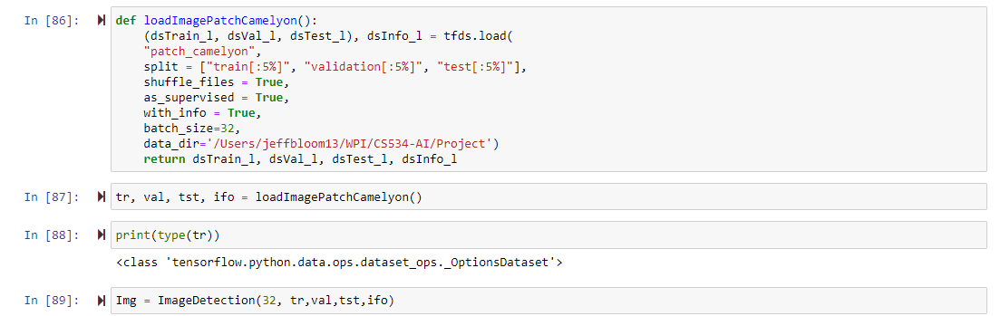 In [86]: def loadImagePatchCamelyon():
(dsTrain_l, dsVal_l, dsTest_l), dsInfo_l = tfds.load(
"patch_camelyon",
split = ["train[:5%]", "validation[:5%]", "test[:5%]"],
shuffle_files = True,
as_supervised = True,
with_info = True,
batch_size=32,
data_dir='/Users/jeffbloom13/WPI/CS534-AI/Project')
return dsTrain_l, dsVal_l, dsTest_l, dsInfo_l
In [87]: tr, val, tst, ifo = loadImagePatchCamelyon()
In [88]: print(type(tr))
<class 'tensorflow.python.data.ops.dataset_ops._OptionsDataset'>
In [89]: Img = ImageDetection(32, tr,val,tst,ifo)